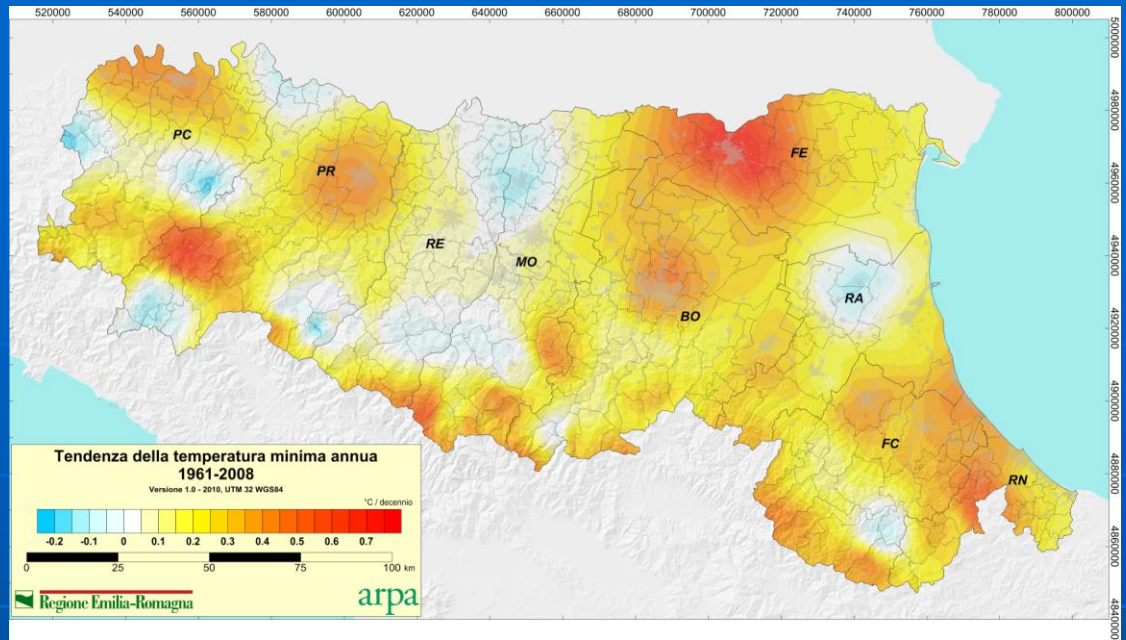 520000 540000 560000 580000 600000 620000 640000 660000 680000 700000 720000 740000 760000 780000 800000
5000000
4980000
4960000
4940000
4920000
4900000
4880000
4860000
4840000
PC
PR
RE
MO
BO
FE
RA
FC
RN
Tendenza della temperatura minima annua
1961-2008
Versione 1.0 - 2010, UTM 32 WGS84
°C / decennio
-0.2 -0.1 0 0.1 0.2 0.3 0.4 0.5 0.6 0.7
0 25 50 75 100 km
Regione Emilia-Romagna
arpa